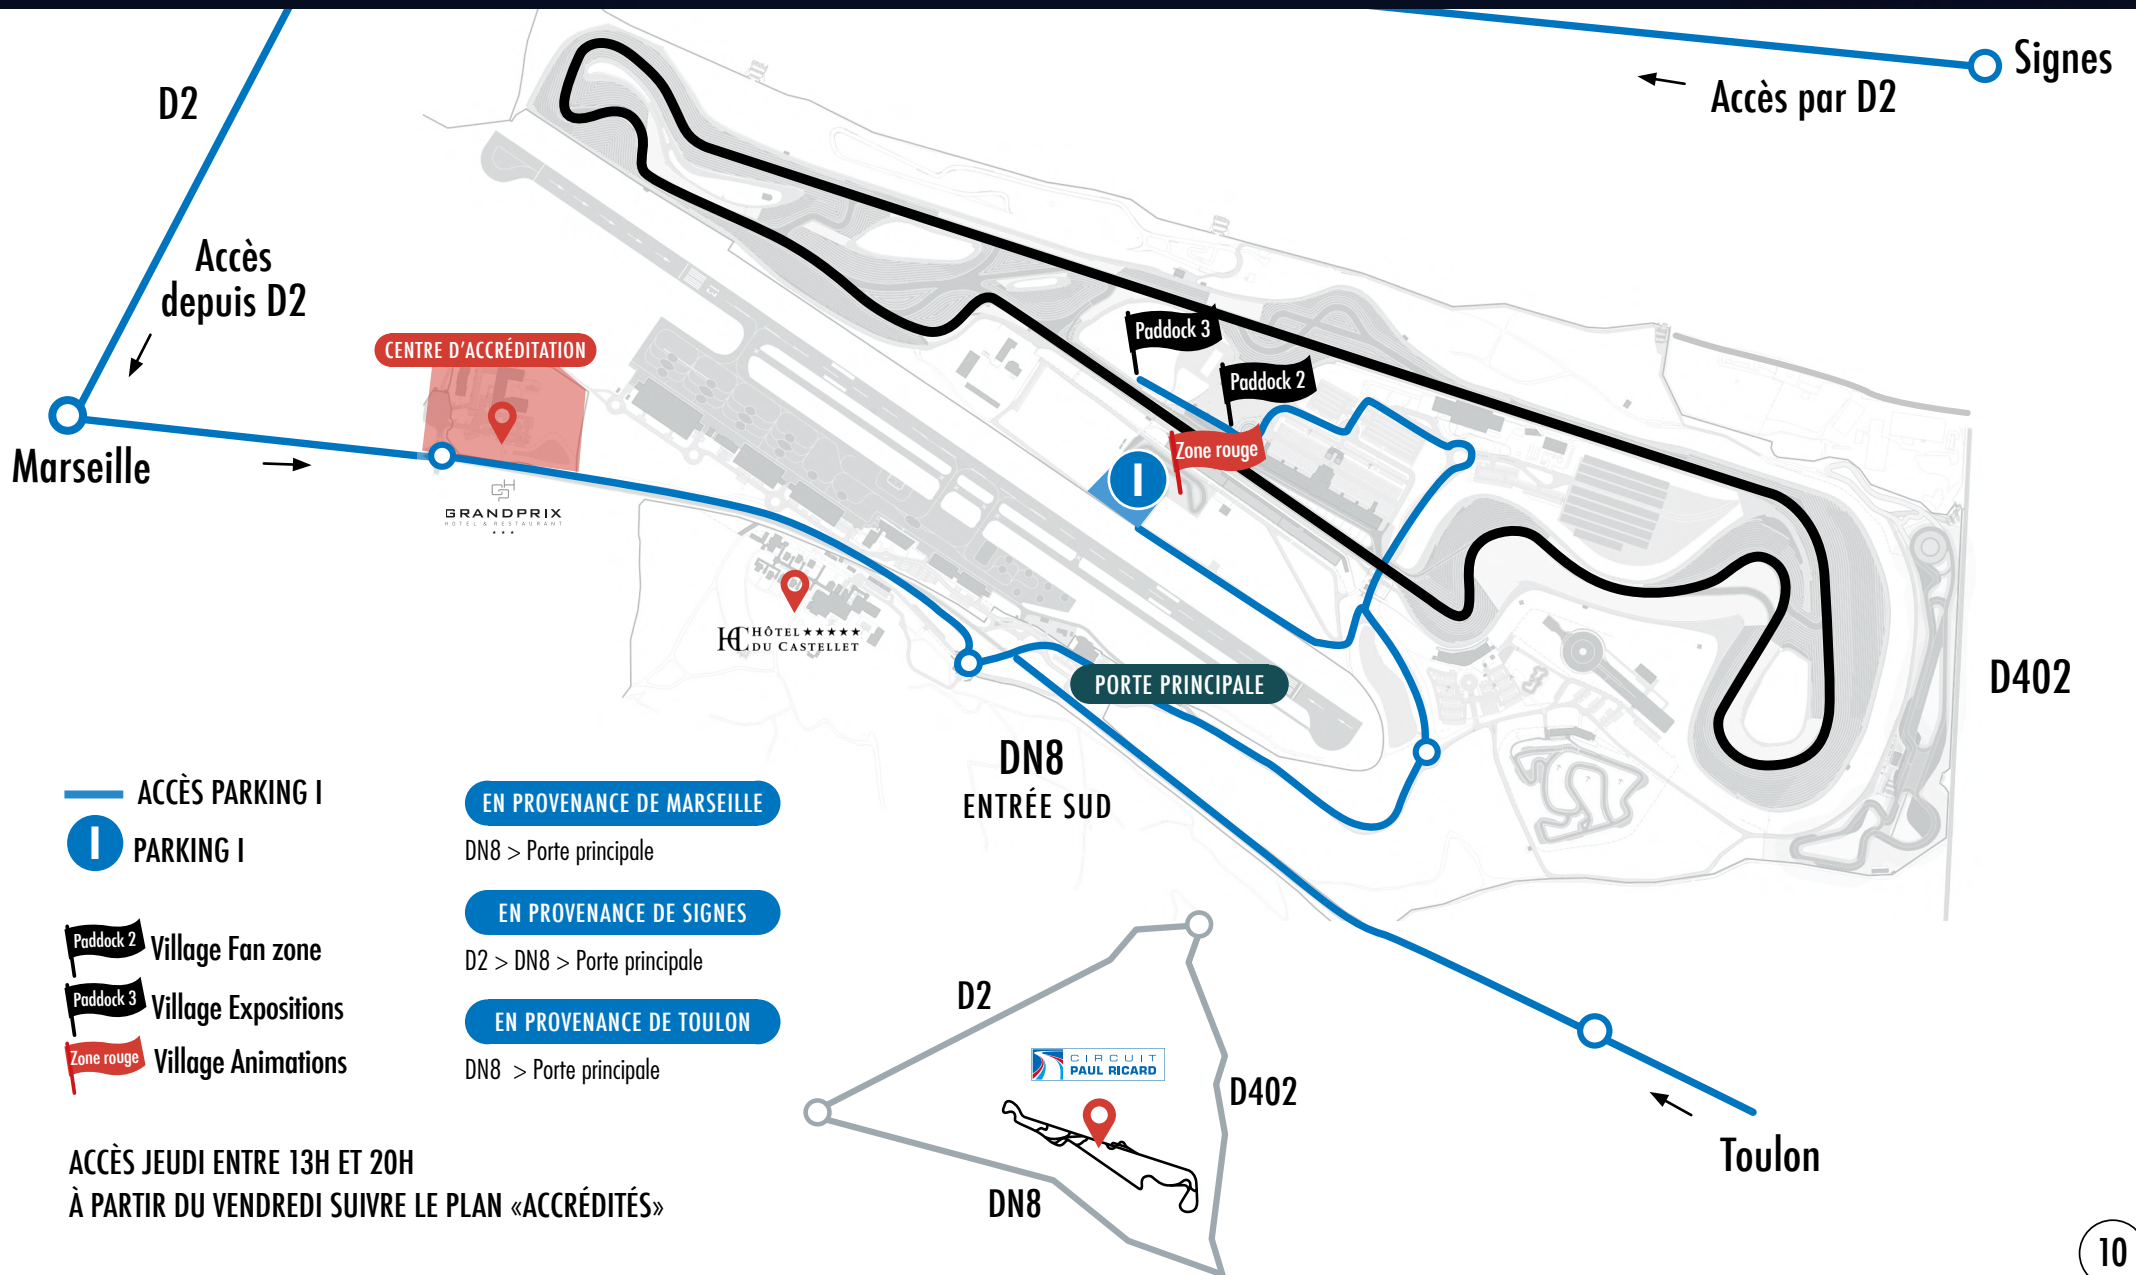 Signes
Accès par D2
D2
Accès
depuis D2
CENTRE D'ACCRÉDITATION
Paddock 3
Paddock 2
Zone rouge
I
Marseille
GRANDPRIX
HOTEL & RESTAURANT
HC HÔTEL ★★★★★
DU CASTELLET
PORTE PRINCIPALE
D402
DN8
ENTRÉE SUD
ACCÈS PARKING I
I PARKING I
Paddock 2 Village Fan zone
Paddock 3 Village Expositions
Zone rouge Village Animations
EN PROVENANCE DE MARSEILLE
DN8 > Porte principale
EN PROVENANCE DE SIGNES
D2 > DN8 > Porte principale
EN PROVENANCE DE TOULON
DN8 > Porte principale
D2
CIRCUIT
PAUL RICARD
D402
DN8
Toulon
ACCÈS JEUDI ENTRE 13H ET 20H
À PARTIR DU VENDREDI SUIVRE LE PLAN «ACCRÉDITÉS»
10